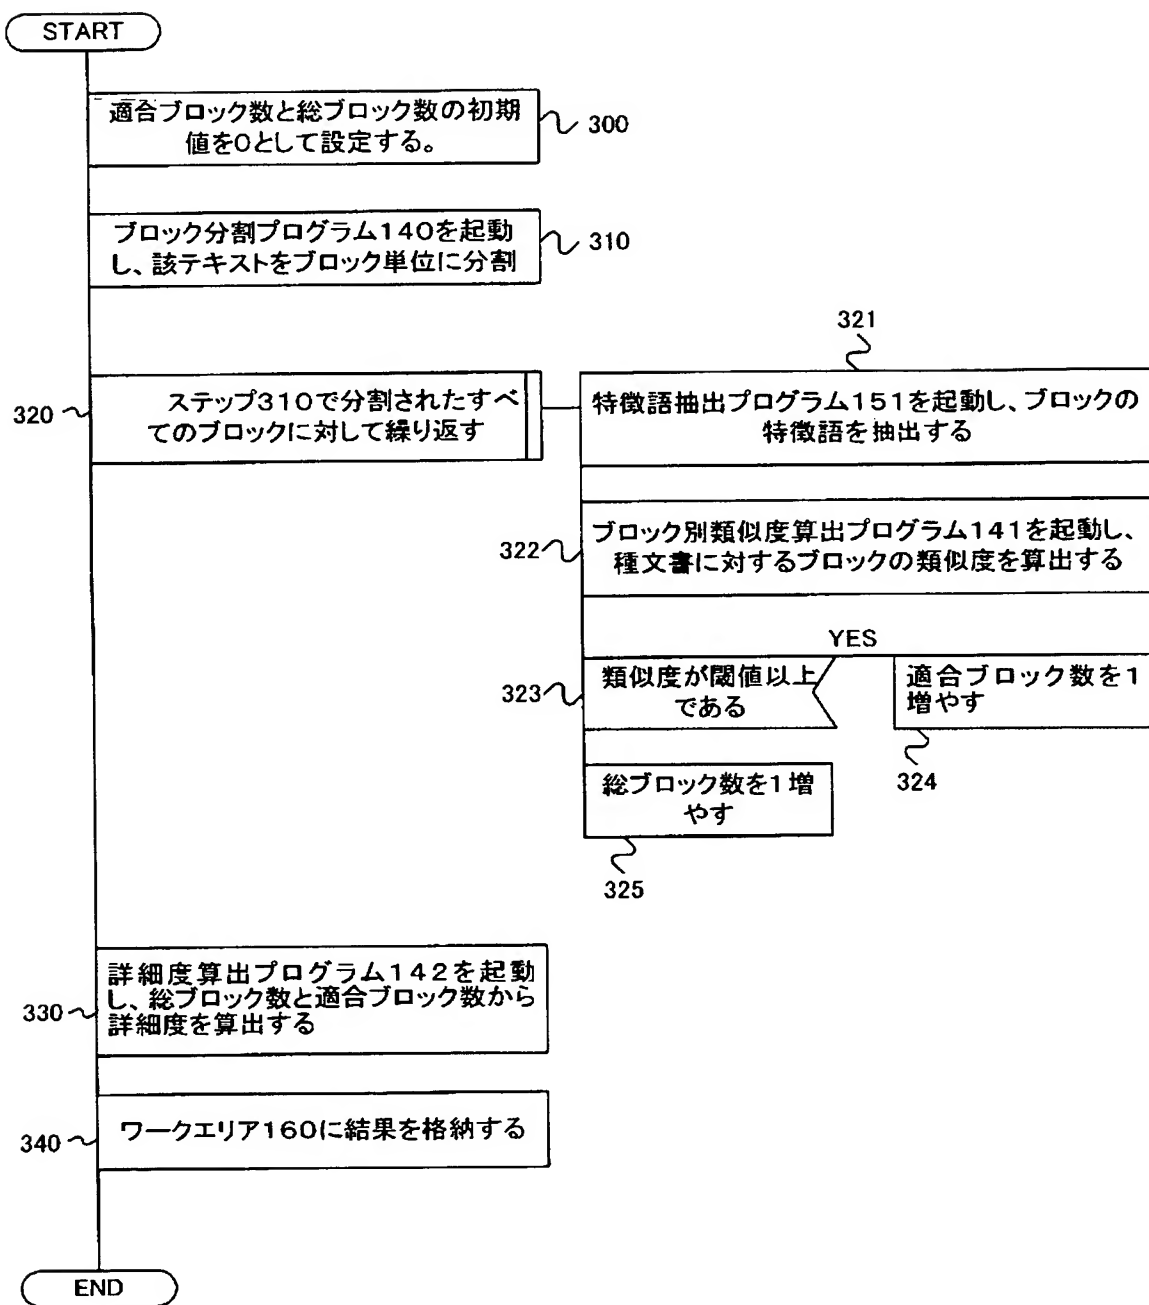 START
適合ブロック数と総ブロック数の初期
値を0として設定する。
300
ブロック分割プログラム140を起動
し、該テキストをブロック単位に分割
310
321
320
ステップ310で分割されたすべ
てのブロックに対して繰り返す
特徴語抽出プログラム151を起動し、ブロックの
特徴語を抽出する
322
ブロック別類似度算出プログラム141を起動し、
種文書に対するブロックの類似度を算出する
YES
323
類似度が閾値以上
である
適合ブロック数を1
増やす
324
総ブロック数を1増
やす
325
330
詳細度算出プログラム142を起動
し、総ブロック数と適合ブロック数から
詳細度を算出する
340
ワークエリア160に結果を格納する
END